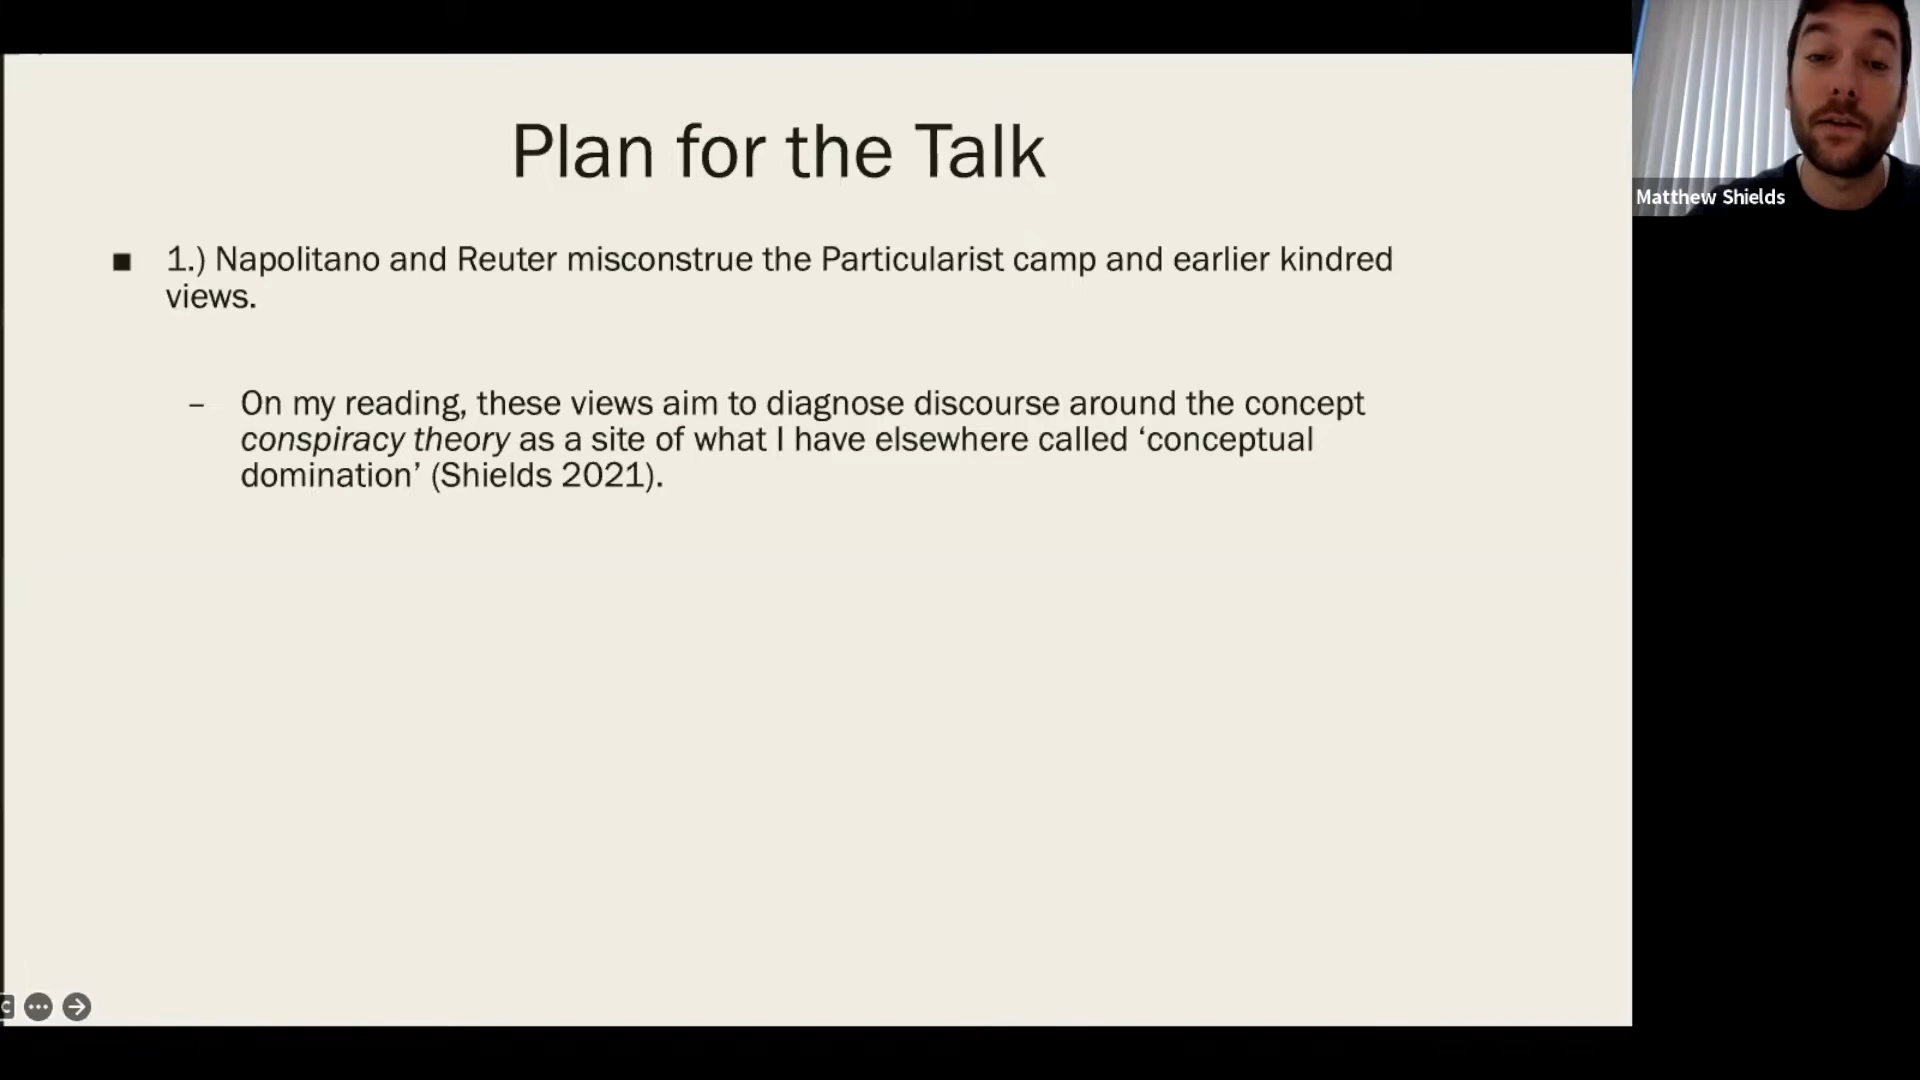 Plan for the Talk
Matthew Shields
■ 1.) Napolitano and Reuter misconstrue the Particularist camp and earlier kindred
views.
– On my reading, these views aim to diagnose discourse around the concept
conspiracy theory as a site of what I have elsewhere called ‘conceptual
domination’ (Shields 2021).